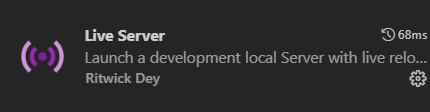 Live Server 68ms
Launch a development local Server with live relo...
Ritwick Dey